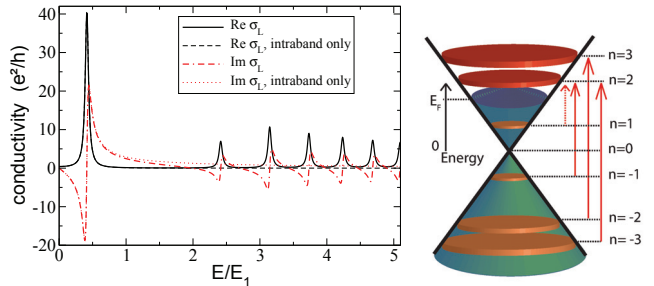 conductivity (e²/h)
40
30
20
10
0
-10
-20
0
1
2
3
4
5
E/E₁
Re σ_L
Re σ_L, intraband only
Im σ_L
Im σ_L, intraband only
E_F
0
Energy
n=3
n=2
n=1
n=0
n= -1
n= -2
n= -3